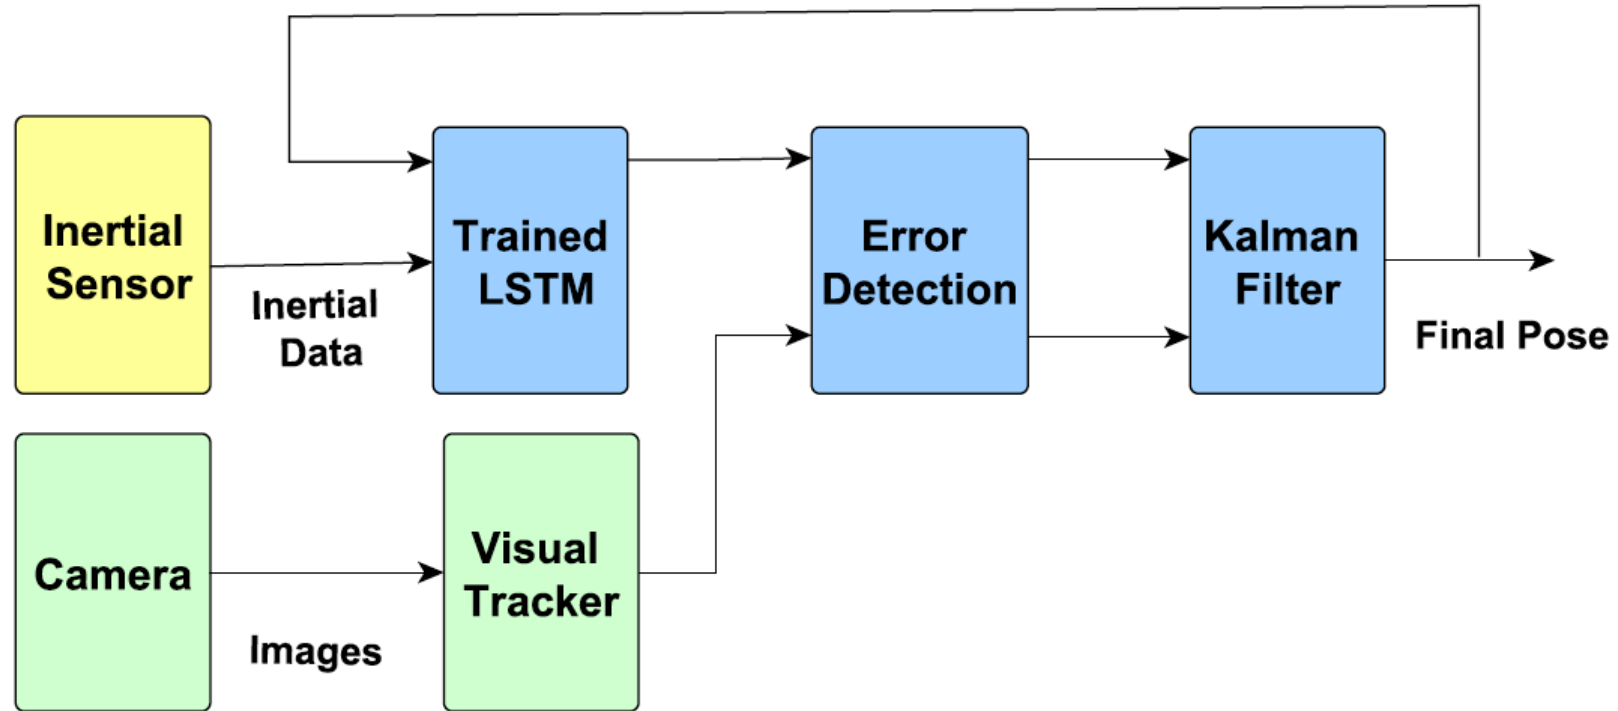 Inertial
Sensor
Inertial
Data
Trained
LSTM
Error
Detection
Kalman
Filter
Final Pose
Camera
Images
Visual
Tracker